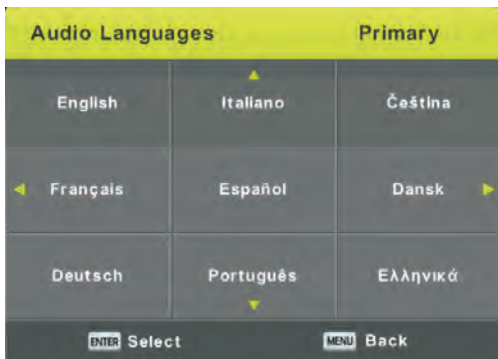 Audio Languages Primary
English Italiano Čeština
Français Español Dansk
Deutsch Português Ελληνικά
ENTER Select MENU Back